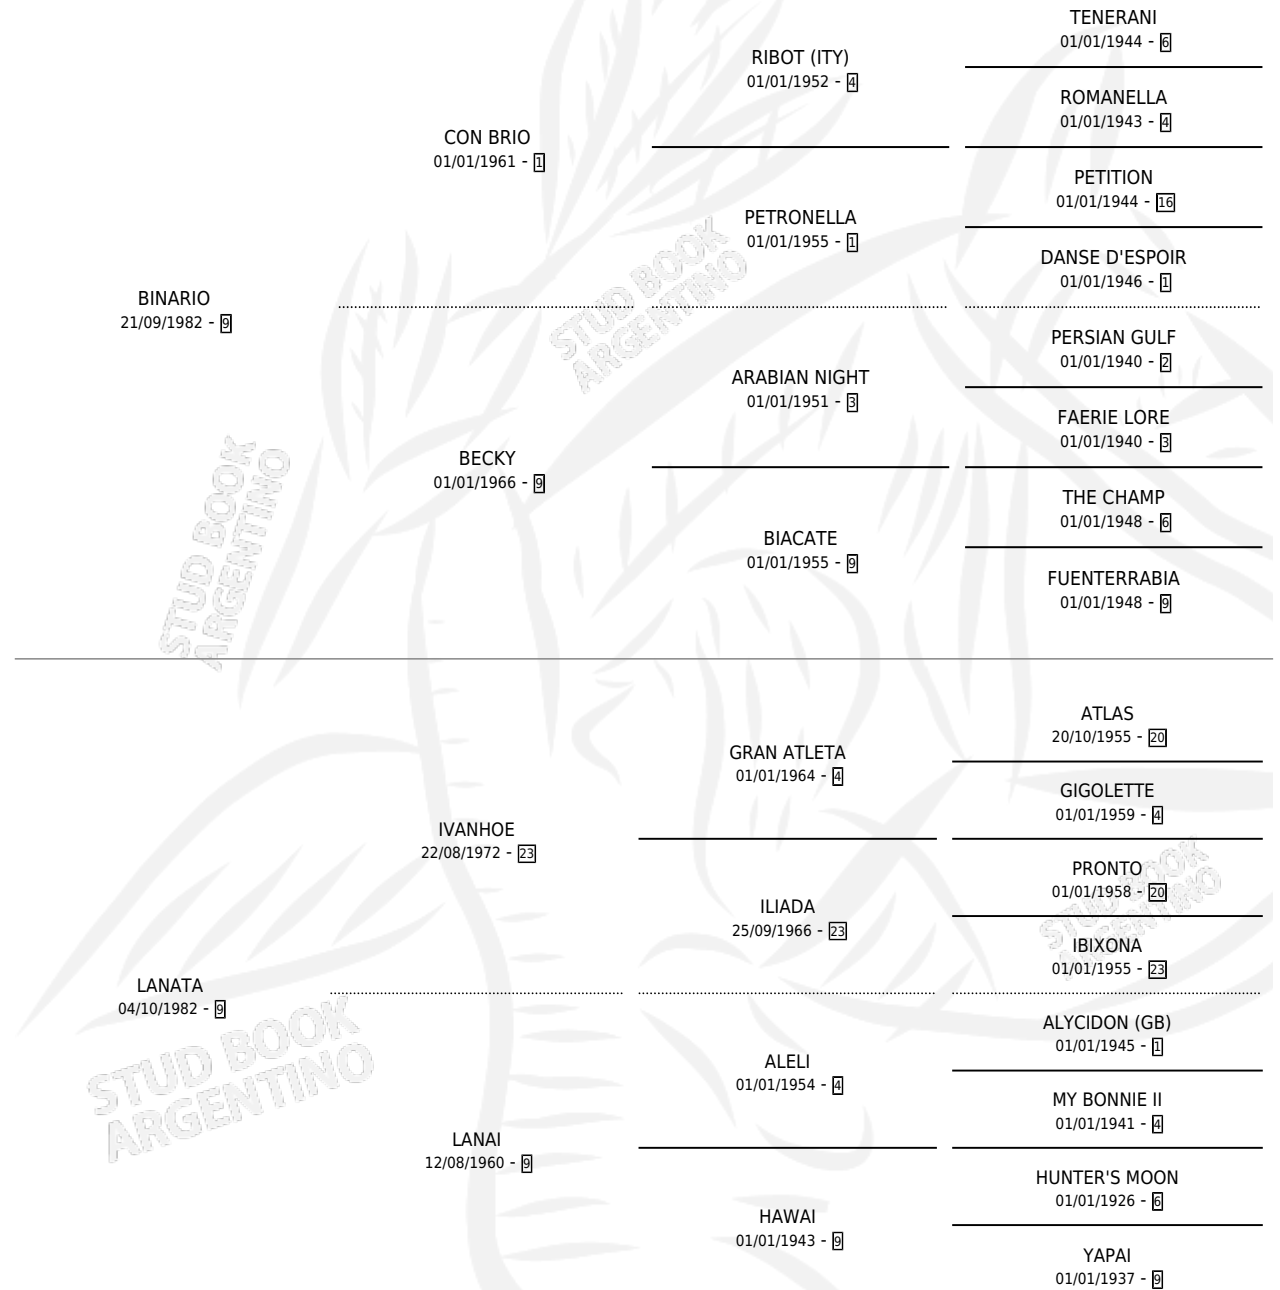 TENERANI
01/01/1944 - 6
RIBOT (ITY)
01/01/1952 - 4
ROMANELLA
01/01/1943 - 4
CON BRIO
01/01/1961 - 1
PETITION
01/01/1944 - 16
PETRONELLA
01/01/1955 - 1
DANSE D'ESPOIR
01/01/1946 - 1
BINARIO
21/09/1982 - 9
PERSIAN GULF
01/01/1940 - 2
ARABIAN NIGHT
01/01/1951 - 3
FAERIE LORE
01/01/1940 - 3
BECKY
01/01/1966 - 9
THE CHAMP
01/01/1948 - 6
BIACATE
01/01/1955 - 9
FUENTERRABIA
01/01/1948 - 9
STUD BOOK
ARGENTINO
STUD BOOK
ARGENTINO
ATLAS
20/10/1955 - 20
GRAN ATLETA
01/01/1964 - 4
GIGOLETTE
01/01/1959 - 4
IVANHOE
22/08/1972 - 23
PRONTO
01/01/1958 - 20
ILIADA
25/09/1966 - 23
IBIXONA
01/01/1955 - 23
STUD BOOK
ARGENTINO
LANATA
04/10/1982 - 9
ALYCIDON (GB)
01/01/1945 - 1
ALELI
01/01/1954 - 4
MY BONNIE II
01/01/1941 - 4
LANAI
12/08/1960 - 9
HUNTER'S MOON
01/01/1926 - 6
HAWAI
01/01/1943 - 9
YAPAI
01/01/1937 - 9
STUD BOOK
ARGENTINO